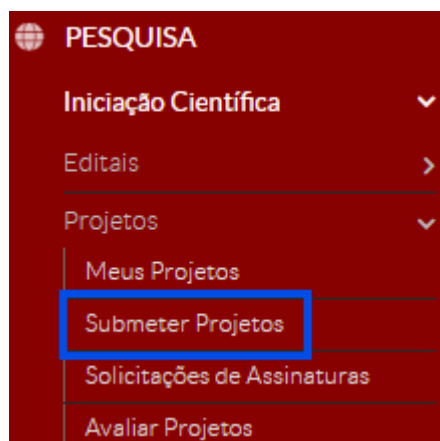 PESQUISA
Iniciação Científica
Editais
Projetos
Meus Projetos
Submeter Projetos
Solicitações de Assinaturas
Avaliar Projetos